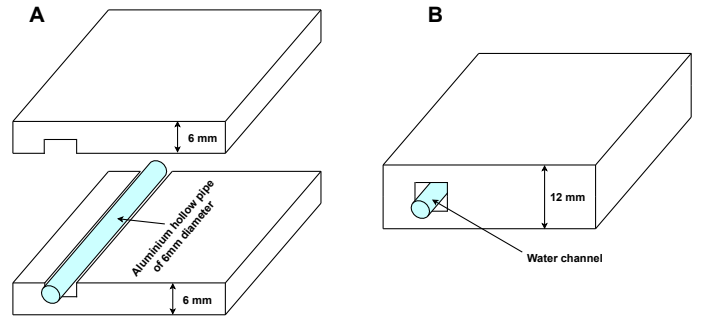 A
B
6 mm
Aluminium hollow pipe
of 6mm diameter
6 mm
12 mm
Water channel